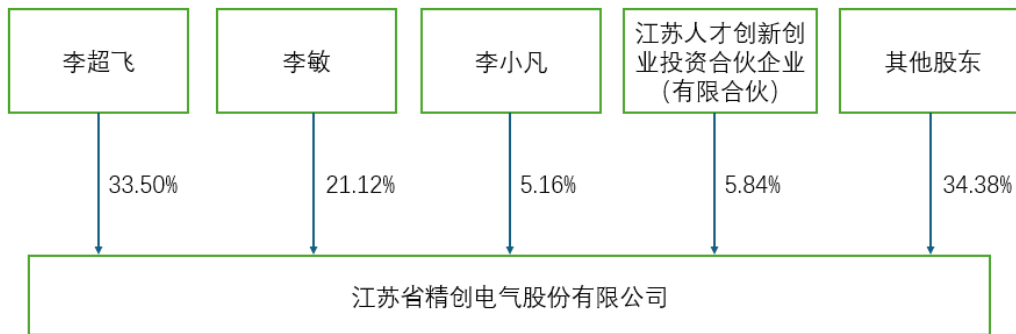 李超飞
李敏
李小凡
江苏人才创新创
业投资合伙企业
（有限合伙）
其他股东
33.50%
21.12%
5.16%
5.84%
34.38%
江苏省精创电气股份有限公司